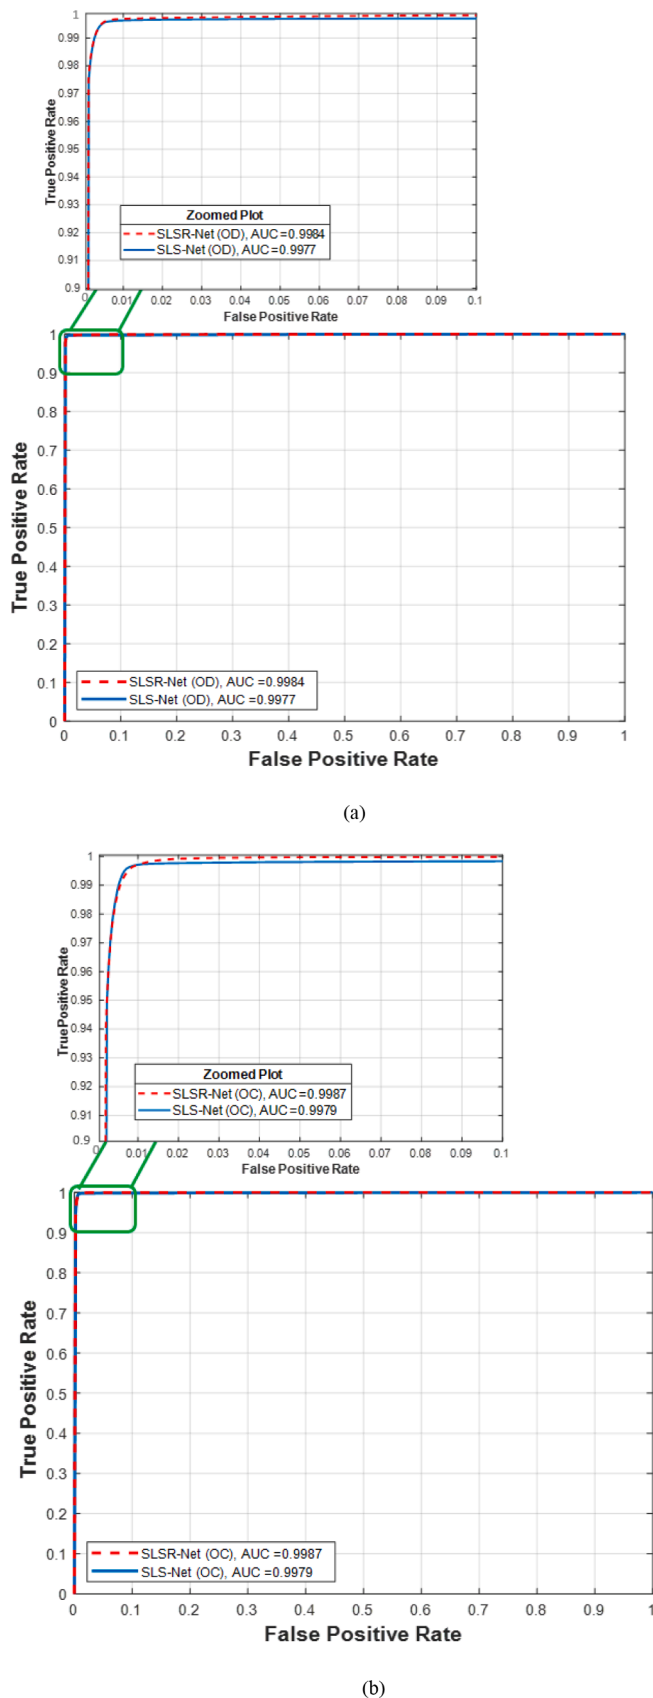 1
0.99
0.98
0.97
0.96
0.95
0.94
0.93
0.92
0.91
0.9
True Positive Rate
Zoomed Plot
SLSR-Net (OD), AUC=0.9984
SLS-Net (OD), AUC=0.9977
0 0.01 0.02 0.03 0.04 0.05 0.06 0.07 0.08 0.09 0.1
False Positive Rate
1
0.9
0.8
0.7
0.6
0.5
0.4
0.3
0.2
0.1
0
True Positive Rate
SLSR-Net (OD), AUC =0.9984
SLS-Net (OD), AUC =0.9977
0 0.1 0.2 0.3 0.4 0.5 0.6 0.7 0.8 0.9 1
False Positive Rate
(a)
1
0.99
0.98
0.97
0.96
0.95
0.94
0.93
0.92
0.91
0.9
True Positive Rate
Zoomed Plot
SLSR-Net (OC), AUC=0.9987
SLS-Net (OC), AUC=0.9979
0 0.01 0.02 0.03 0.04 0.05 0.06 0.07 0.08 0.09 0.1
False Positive Rate
1
0.9
0.8
0.7
0.6
0.5
0.4
0.3
0.2
0.1
0
True Positive Rate
SLSR-Net (OC), AUC =0.9987
SLS-Net (OC), AUC =0.9979
0 0.1 0.2 0.3 0.4 0.5 0.6 0.7 0.8 0.9 1
False Positive Rate
(b)